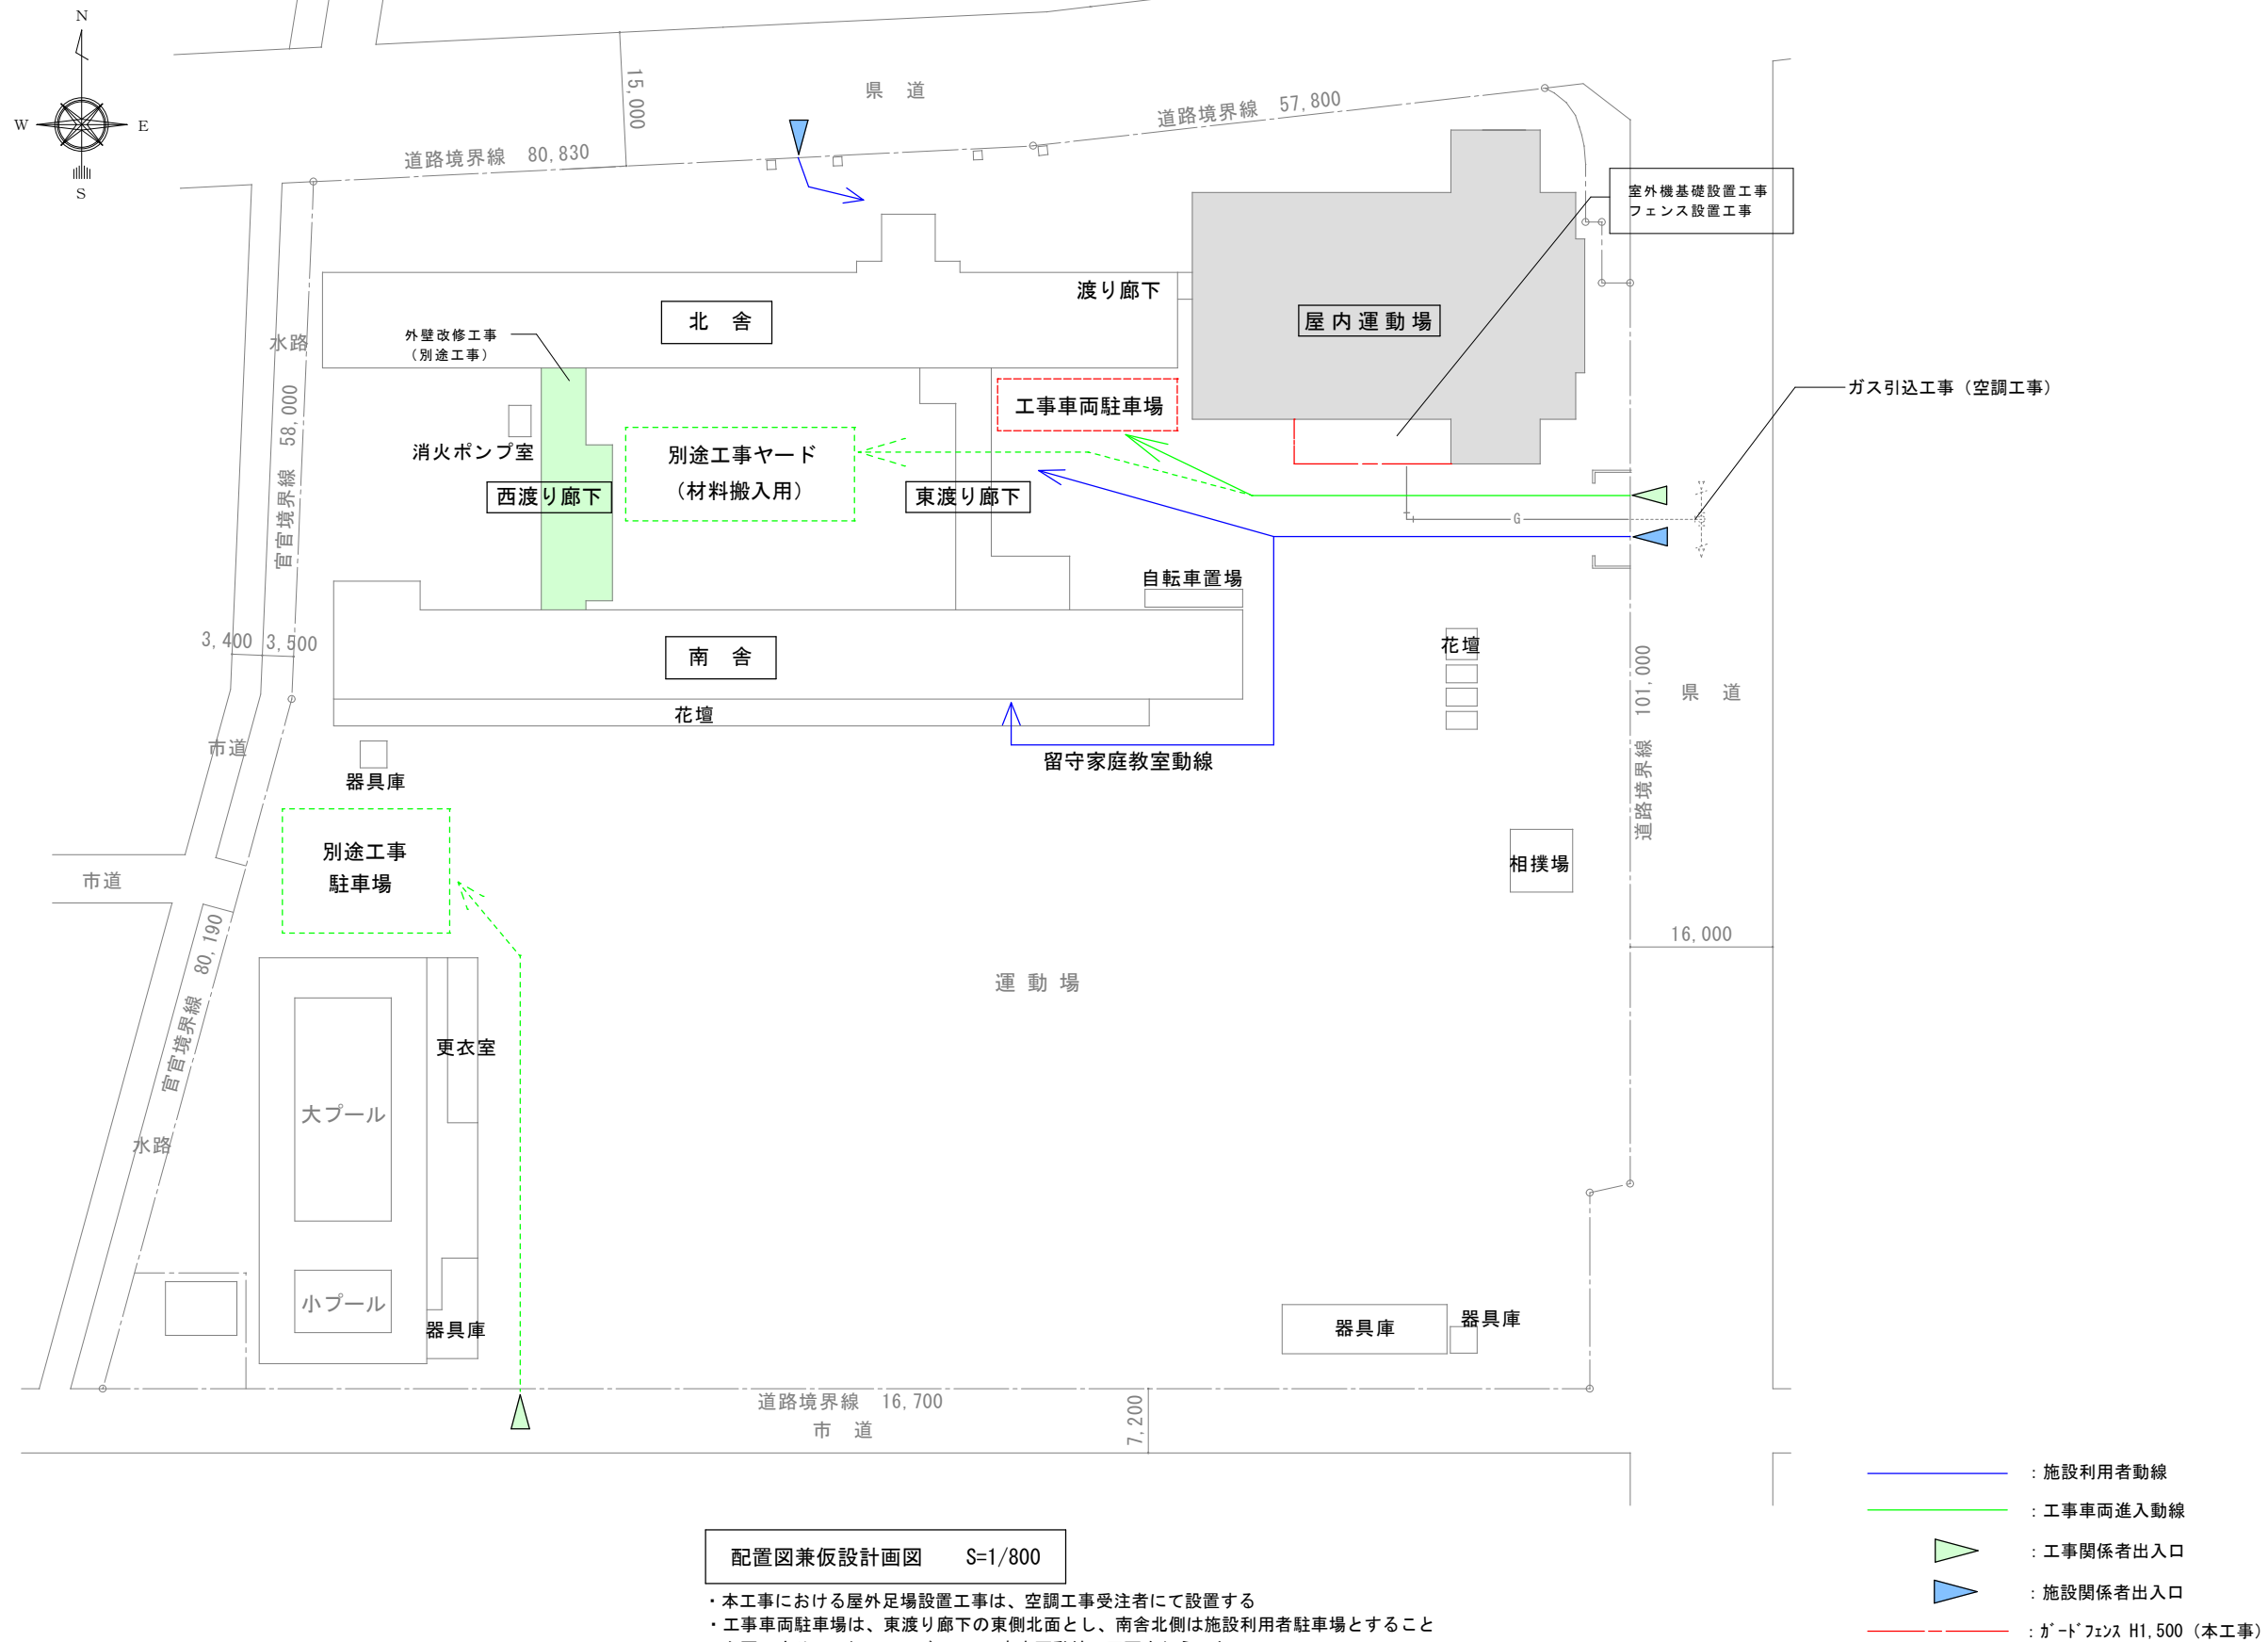 N
W
E
S
15,000
県 道
道路境界線 57,800
道路境界線 80,830
室外機基礎設置工事
フェンス設置工事
渡り廊下
北 舎
屋内運動場
外壁改修工事
（別途工事）
水路
官官境界線 58,000
ガス引込工事（空調工事）
工事車両駐車場
消火ポンプ室
別途工事ヤード
（材料搬入用）
西渡り廊下
東渡り廊下
G
自転車置場
3,400
3,500
南 舎
花壇
花壇
道路境界線 101,000
県 道
市道
留守家庭教室動線
器具庫
別途工事
駐車場
市道
相撲場
官官境界線 80,190
16,000
運動場
更衣室
大プール
水路
小プール
器具庫
器具庫
器具庫
道路境界線 16,700
市 道
7,200
：施設利用者動線
：工事車両進入動線
：工事関係者出入口
：施設関係者出入口
：ｶﾞｰﾄﾞﾌｪﾝｽ H1,500（本工事）
配置図兼仮設計画図 S=1/800
・本工事における屋外足場設置工事は、空調工事受注者にて設置する
・工事車両駐車場は、東渡り廊下の東側北面とし、南舎北側は施設利用者駐車場とすること